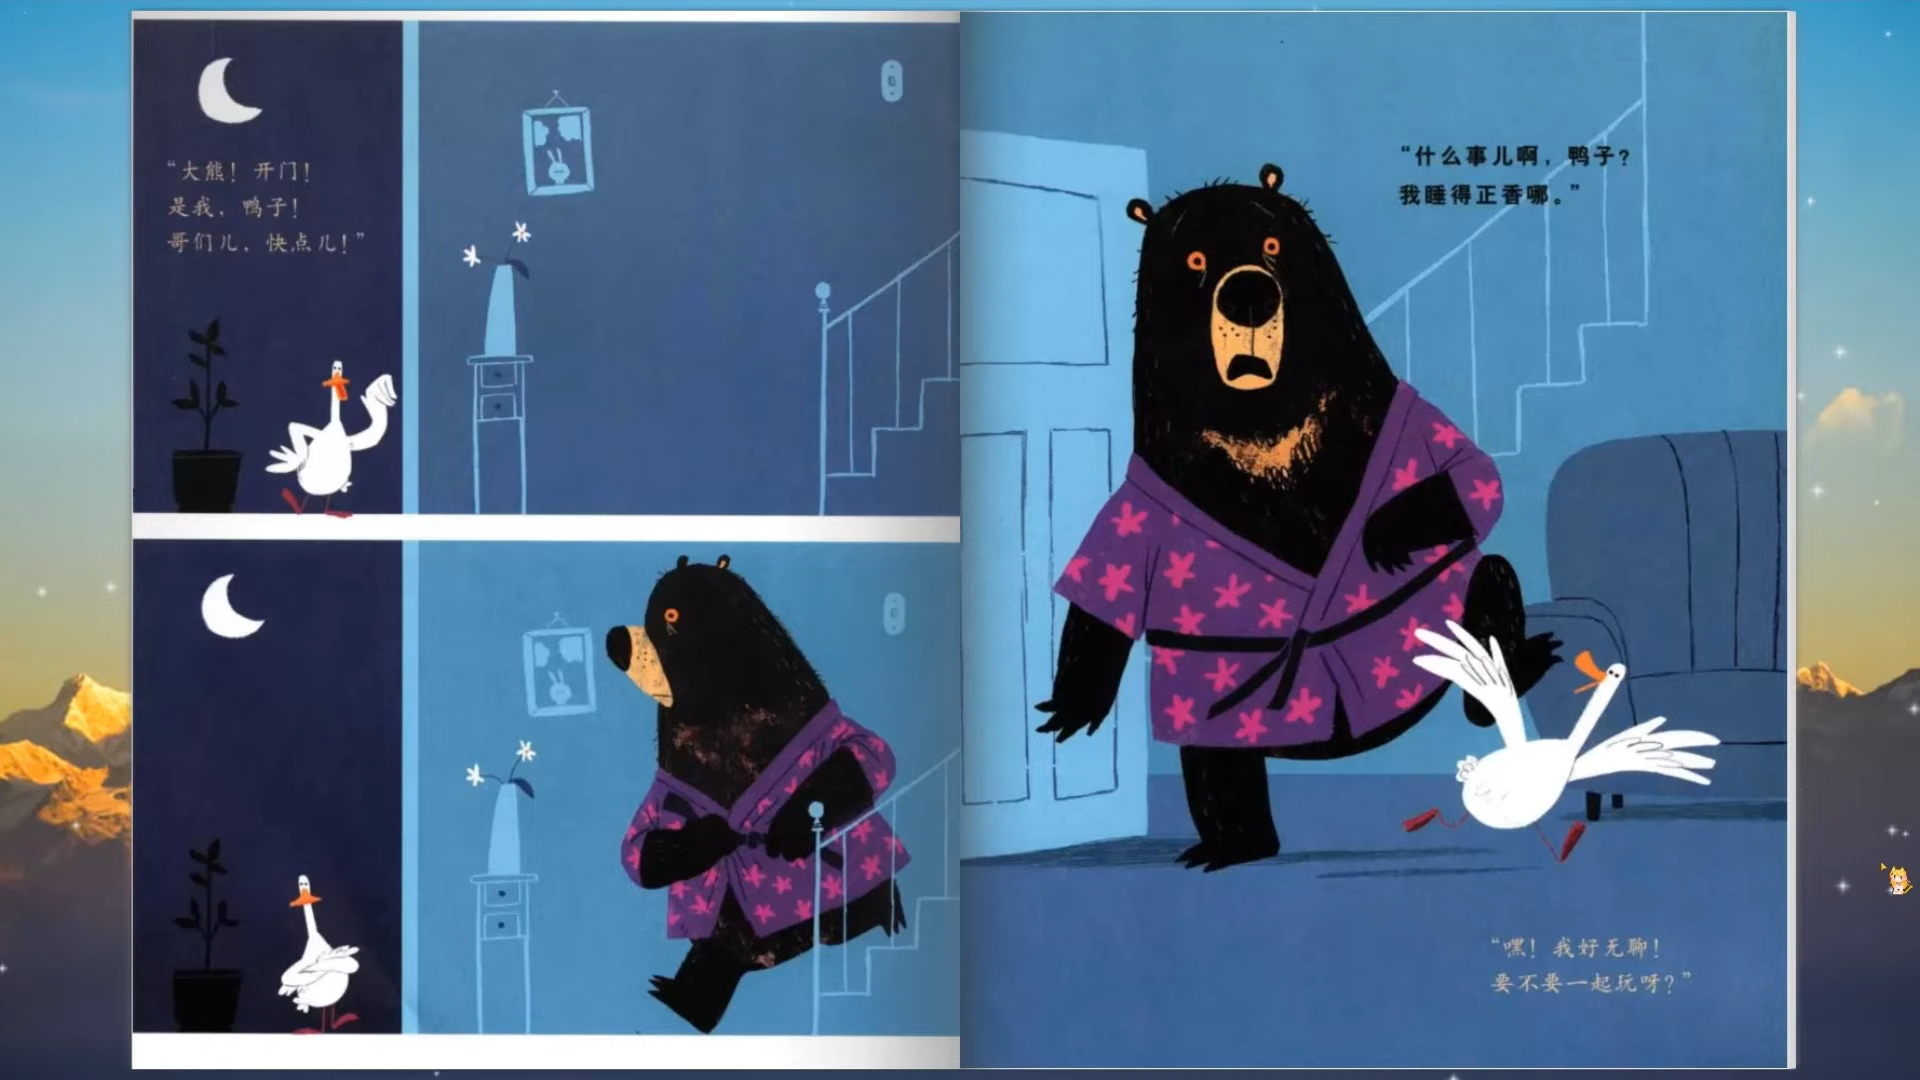 “大熊！开门！
是我，鸭子！
哥们儿，快点儿！”
“什么事儿啊，鸭子？
我睡得正香哪。”
“嘿！我好无聊！
要不要一起玩呀？”